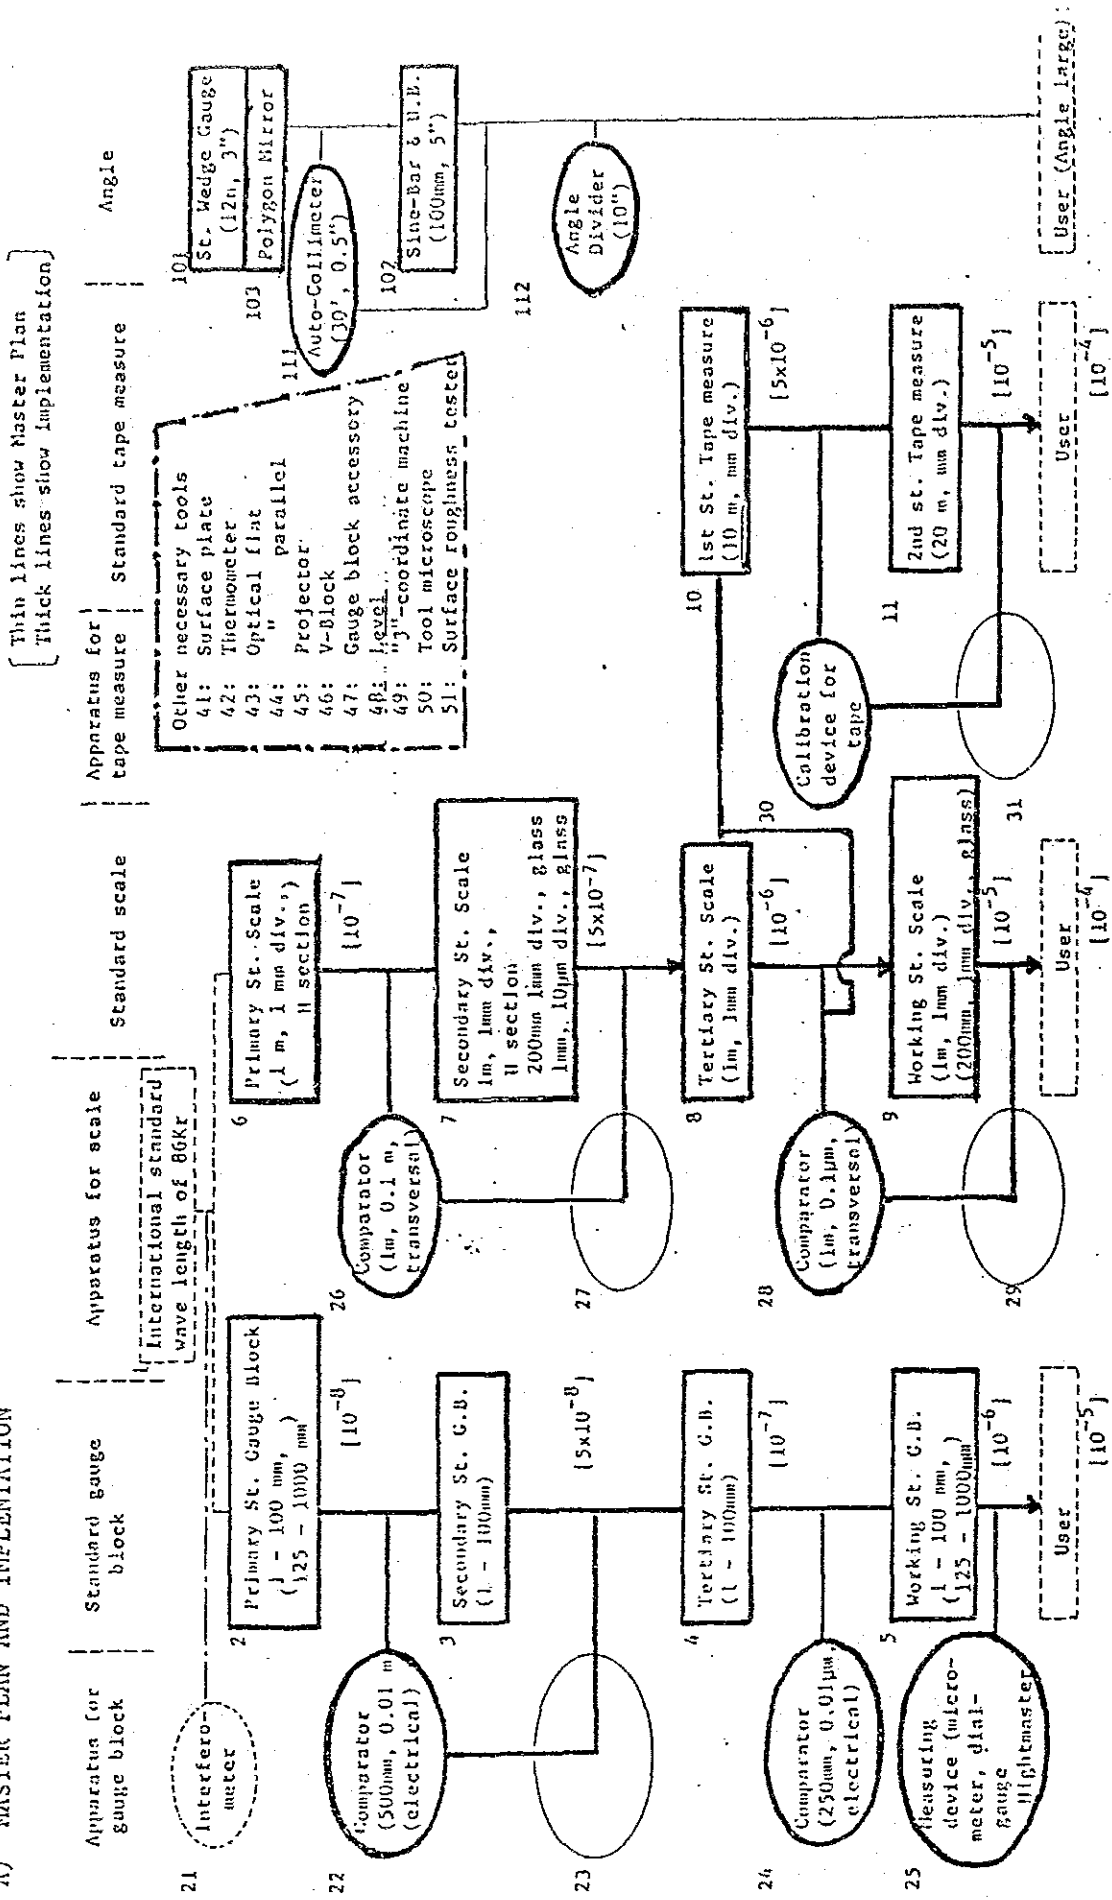 A) MASTER PLAN AND IMPLEMENTATION
Thin lines show Master Plan
Thick lines show Implementation
Apparatus for
gauge block
Standard gauge
block
Apparatus for scale
Standard scale
Apparatus for
tape measure
Standard tape measure
Angle
International standard
wave length of 86Kr
21
Interfero-
meter
2
Primary St. Gauge Block
(1 - 100 mm,
125 - 1000 mm)
[10-8]
22
Comparator
(500mm, 0.01 m
(electrical)
3
Secondary St. G.B.
(1 - 100mm)
[5x10-8]
23
4
Tertiary St. G.B.
(1 - 100mm)
[10-7]
24
Comparator
(250mm, 0.01µm,
electrical)
5
Working St. G.B.
(1 - 100 mm,
125 - 1000mm)
[10-6]
25
Measuring
device (micro-
meter, dial-
gauge
Hightmaster
User
[10-5]
6
Primary St. Scale
(1 m, 1 mm div.,
H section)
[10-7]
26
Comparator
(1m, 0.1 m,
transversal)
7
Secondary St. Scale
1m, 1mm div.,
H section
200mm 1mm div., glass
1mm, 10µm div., glass
[5x10-7]
27
8
Tertiary St. Scale
(1m, 1mm div.)
[10-6]
28
Comparator
(1m, 0.1µm,
transversal)
9
Working St. Scale
(1m, 1mm div.)
(200mm, 1mm div., glass)
[10-5]
29
User
[10-4]
Other necessary tools
41: Surface plate
42: Thermometer
43: Optical flat
44: " parallel
45: Projector
46: V-Block
47: Gauge block accessory
48: Level
49: "3"-coordinate machine
50: Tool microscope
51: Surface roughness tester
10
1st St. Tape measure
(10 m, mm div.)
[5x10-6]
30
Calibration
device for
tape
11
2nd st. Tape measure
(20 m, mm div.)
[10-5]
31
User
[10-4]
101
St. Wedge Gauge
(12n, 3")
103
Polygon Mirror
111
Auto-Collimeter
(30', 0.5")
102
Sine-Bar & U.B.
(100mm, 5")
112
Angle
Divider
(10")
User (Angle large)